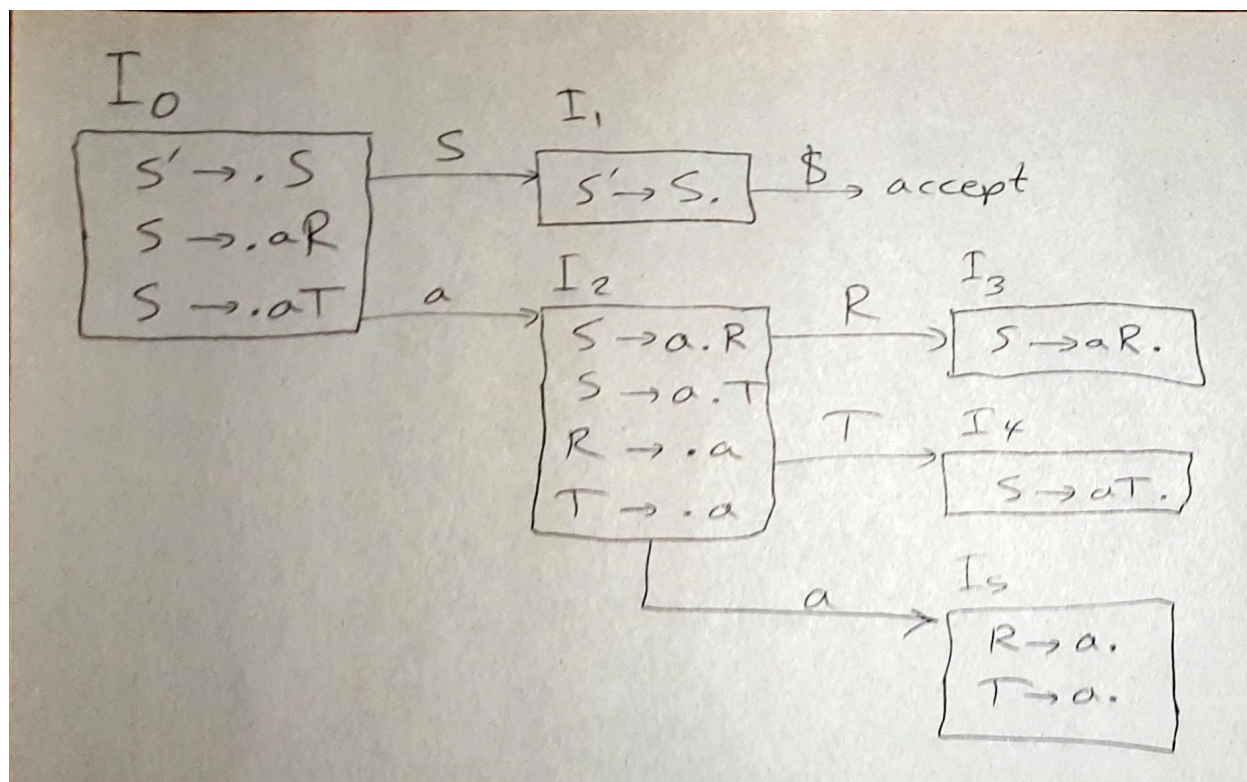 I0
S' → . S
S → . aR
S → . aT
S
a
I1
S' → S.
$
accept
I2
S → a . R
S → a . T
R → . a
T → . a
R
T
a
I3
S → aR .
I4
S → aT .
I5
R → a .
T → a .